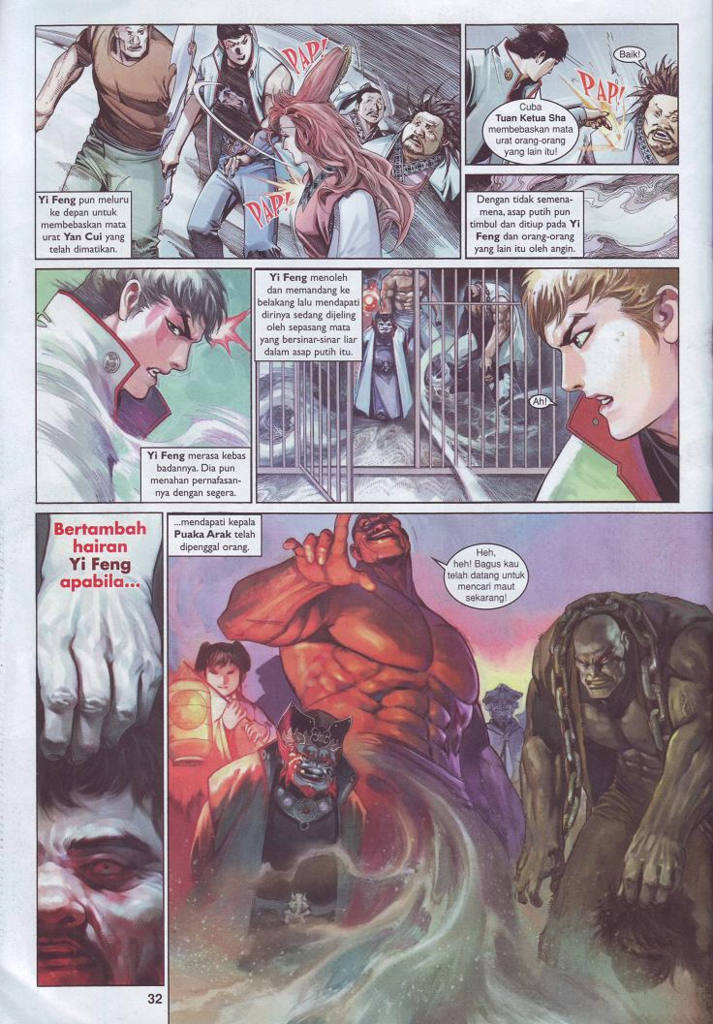 PAP!
PAP!
Yi Feng pun meluru
ke depan untuk
membebaskan mata
urat Yan Cui yang
telah dimatikan.
Baik!
PAP!
Cuba
Tuan Ketua Sha
membebaskan mata
urat orang-orang
yang lain itu!
Dengan tidak semena-
mena, asap putih pun
timbul dan ditiup pada Yi
Feng dan orang-orang
yang lain itu oleh angin.
Yi Feng merasa kebas
badannya. Dia pun
menahan pernafasan-
nya dengan segera.
Yi Feng menoleh
dan memandang ke
belakang lalu mendapati
dirinya sedang dijeling
oleh sepasang mata
yang bersinar-sinar liar
dalam asap putih itu.
Ah!
Bertambah
hairan
Yi Feng
apabila...
...mendapati kepala
Puaka Arak telah
dipenggal orang.
Heh,
heh! Bagus kau
telah datang untuk
mencari maut
sekarang!
32